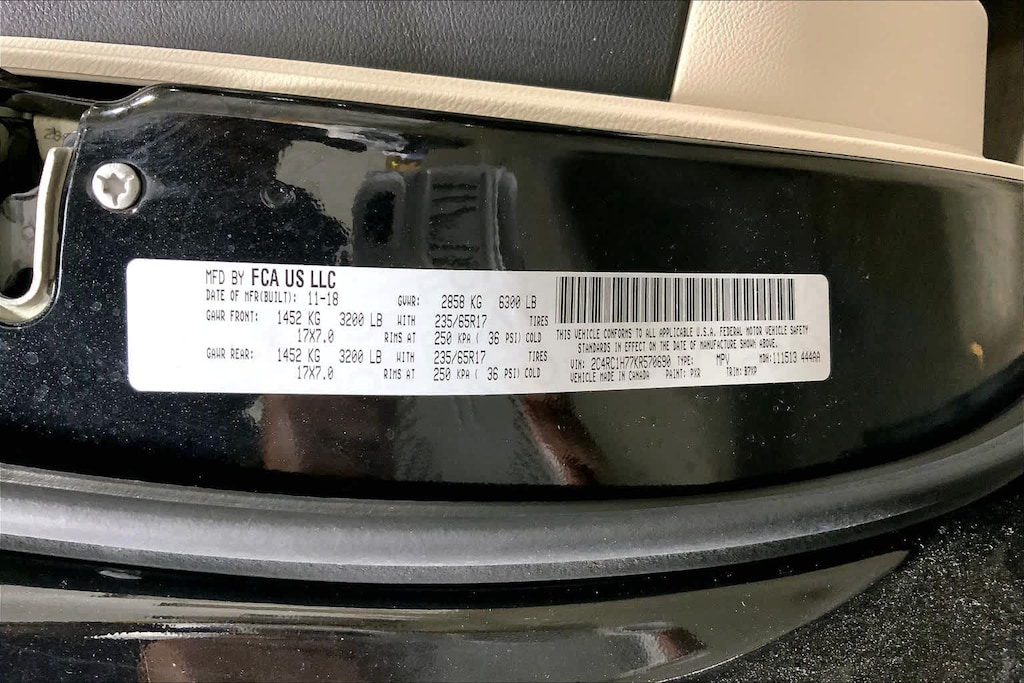 MFD BY FCA US LLC
DATE OF MFR(BUILT): 11-18 GVWR: 2858 KG 6300 LB
GAWR FRONT: 1452 KG 3200 LB WITH 235/65R17 TIRES
17X7.0 RIMS AT 250 KPA ( 36 PSI) COLD
GAWR REAR: 1452 KG 3200 LB WITH 235/65R17 TIRES
17X7.0 RIMS AT 250 KPA ( 36 PSI) COLD
THIS VEHICLE CONFORMS TO ALL APPLICABLE U.S.A. FEDERAL MOTOR VEHICLE SAFETY
STANDARDS IN EFFECT ON THE DATE OF MANUFACTURE SHOWN ABOVE.
VIN: 2C4RC1H77KR570690 TYPE: MPV MDH: 111513 444AA
VEHICLE MADE IN CANADA PAINT: PXR TRIM: